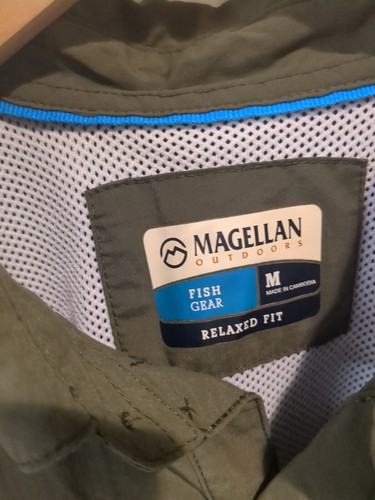 MAGELLAN
OUTDOORS
FISH
GEAR
M
MADE IN CAMBODIA
RELAXED FIT